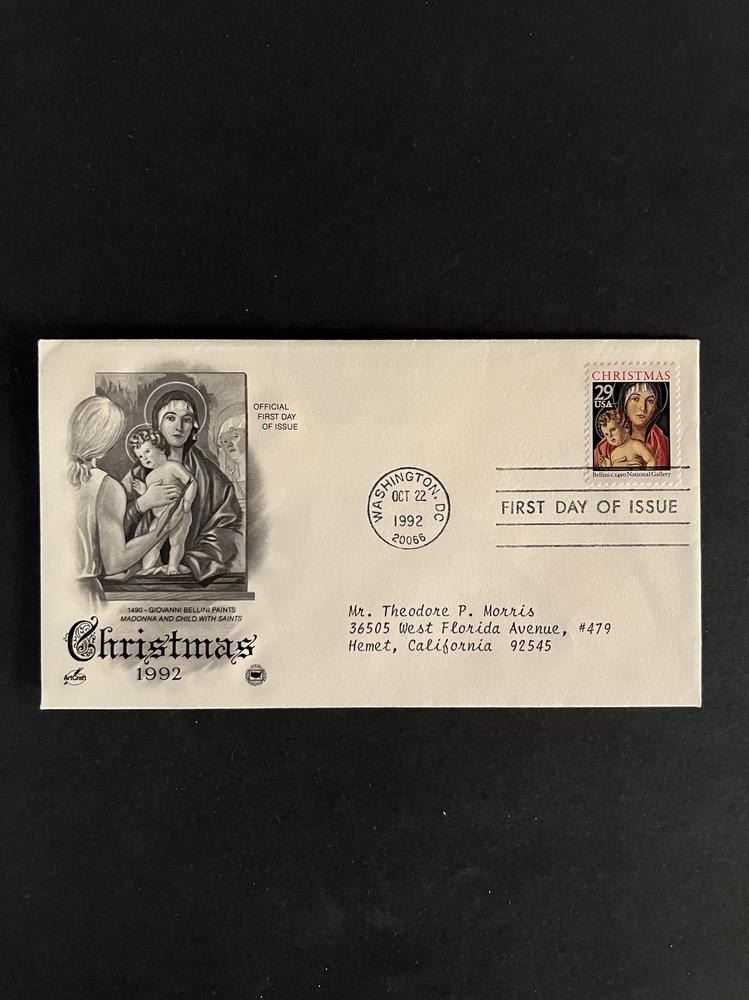 OFFICIAL
FIRST DAY
OF ISSUE
1490 - GIOVANNI BELLINI PAINTS
MADONNA AND CHILD WITH SAINTS
Christmas
1992
ArtCraft
WASHINGTON, DC
OCT 22
1992
20066
CHRISTMAS
29
USA
Bellini c.1490 National Gallery
FIRST DAY OF ISSUE
Mr. Theodore P. Morris
36505 West Florida Avenue, #479
Hemet, California 92545